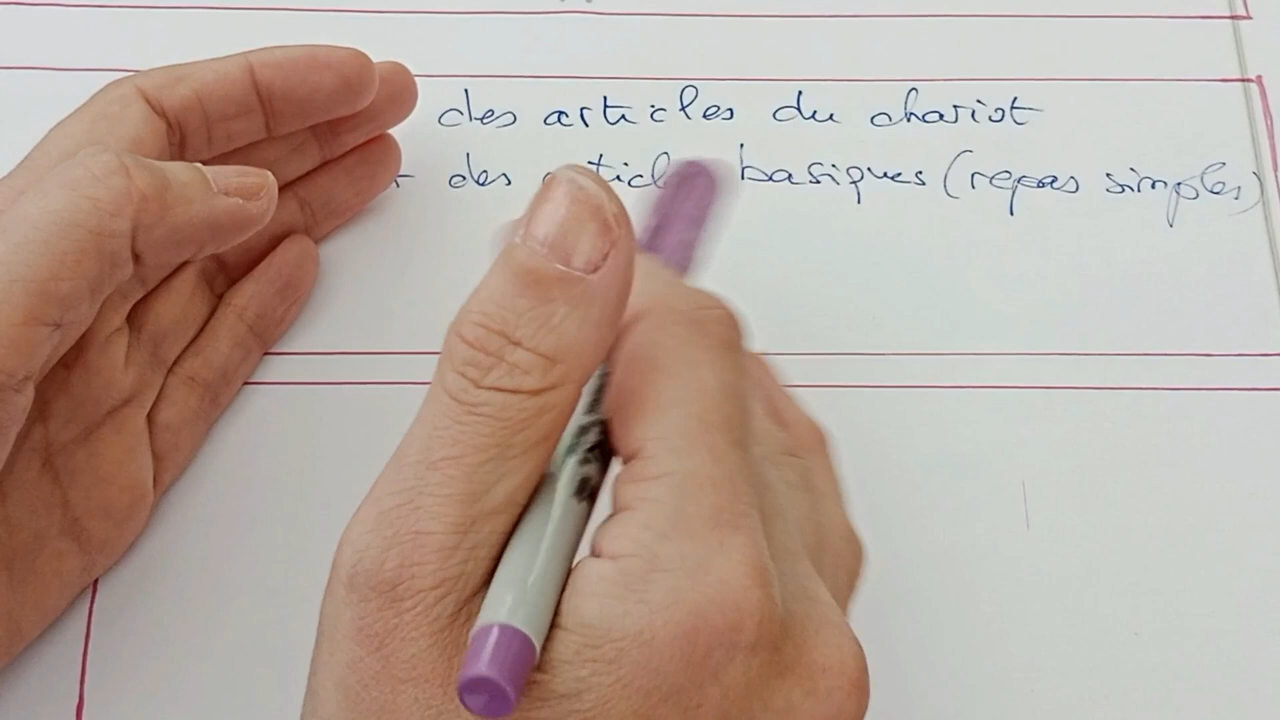 des articles du chariot
des basiques (repas simples)